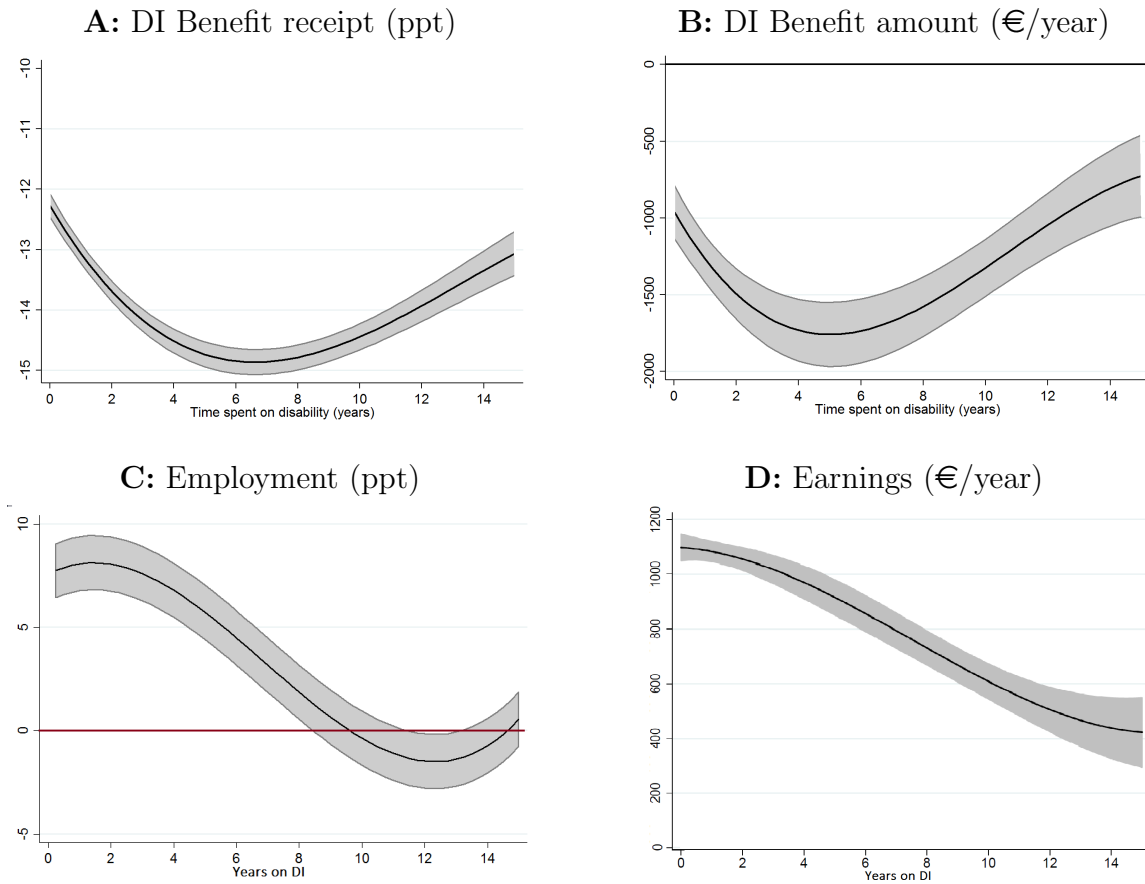 A: DI Benefit receipt (ppt)
-10
-11
-12
-13
-14
-15
0 2 4 6 8 10 12 14
Time spent on disability (years)
B: DI Benefit amount (€/year)
0
-500
-1000
-1500
-2000
0 2 4 6 8 10 12 14
Time spent on disability (years)
C: Employment (ppt)
10
5
0
-5
0 2 4 6 8 10 12 14
Years on DI
D: Earnings (€/year)
1200
1000
800
600
400
200
0
0 2 4 6 8 10 12 14
Years on DI